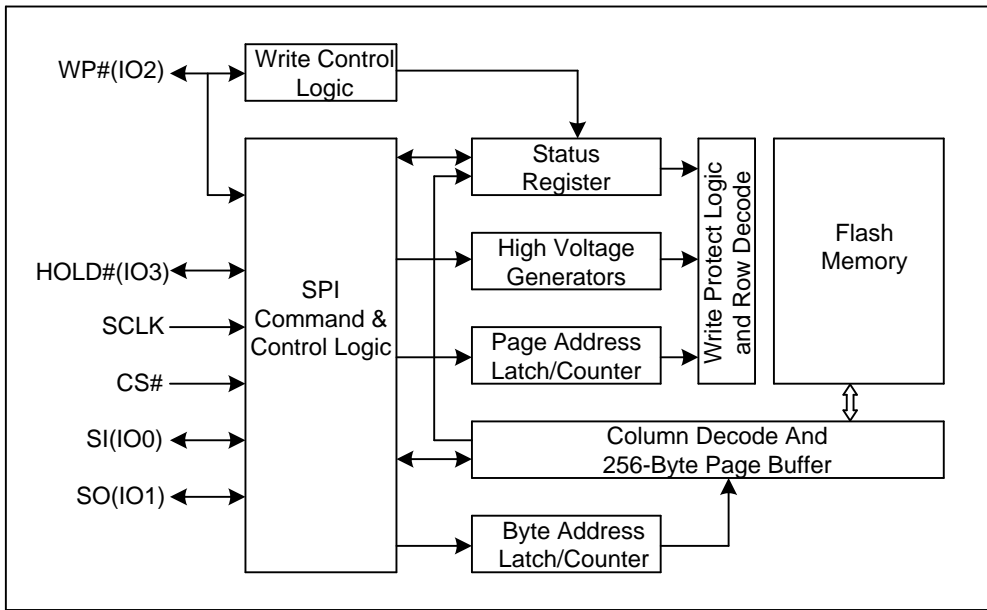 WP#(IO2)
Write Control
Logic
Status
Register
HOLD#(IO3)
High Voltage
Generators
SPI
Command &
Control Logic
SCLK
Page Address
Latch/Counter
CS#
Write Protect Logic
and Row Decode
Flash
Memory
SI(IO0)
Column Decode And
256-Byte Page Buffer
SO(IO1)
Byte Address
Latch/Counter